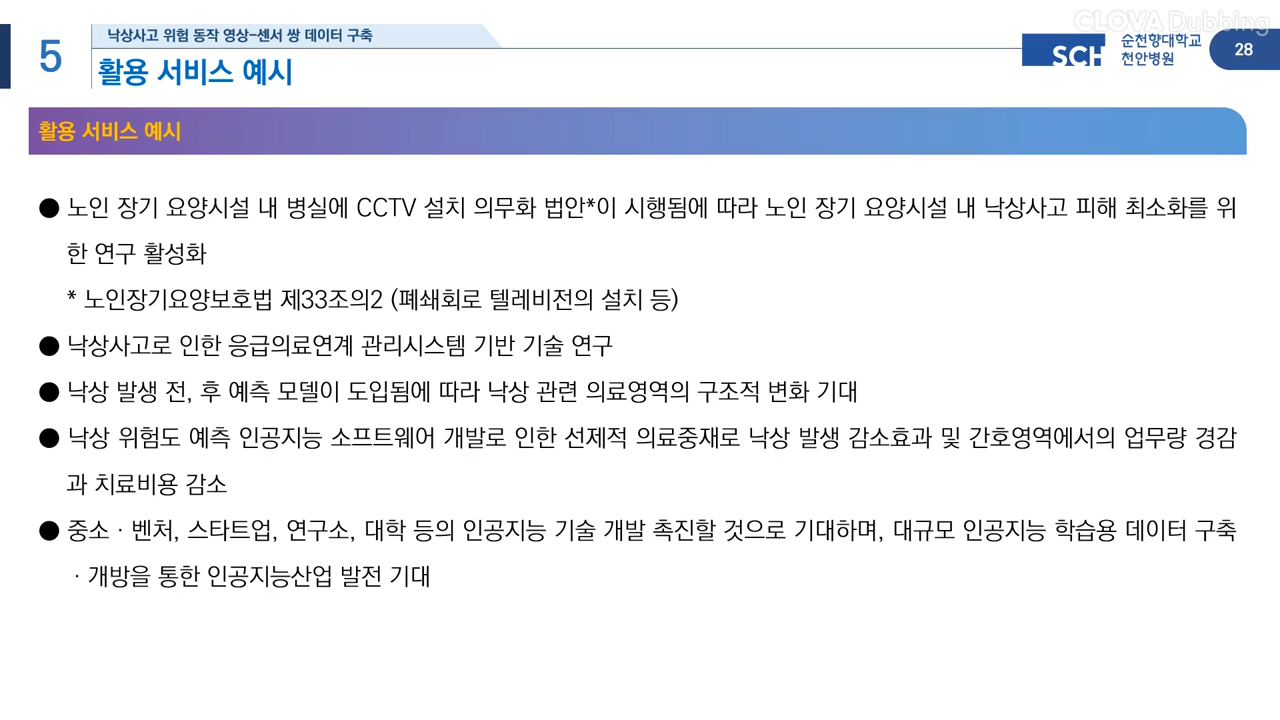 CLOVA Dubbing
5
낙상사고 위험 동작 영상-센서 쌍 데이터 구축
활용 서비스 예시
SCH 순천향대학교
천안병원
28
활용 서비스 예시
● 노인 장기 요양시설 내 병실에 CCTV 설치 의무화 법안*이 시행됨에 따라 노인 장기 요양시설 내 낙상사고 피해 최소화를 위
한 연구 활성화
* 노인장기요양보호법 제33조의2 (폐쇄회로 텔레비전의 설치 등)
● 낙상사고로 인한 응급의료연계 관리시스템 기반 기술 연구
● 낙상 발생 전, 후 예측 모델이 도입됨에 따라 낙상 관련 의료영역의 구조적 변화 기대
● 낙상 위험도 예측 인공지능 소프트웨어 개발로 인한 선제적 의료중재로 낙상 발생 감소효과 및 간호영역에서의 업무량 경감
과 치료비용 감소
● 중소 · 벤처, 스타트업, 연구소, 대학 등의 인공지능 기술 개발 촉진할 것으로 기대하며, 대규모 인공지능 학습용 데이터 구축
· 개방을 통한 인공지능산업 발전 기대